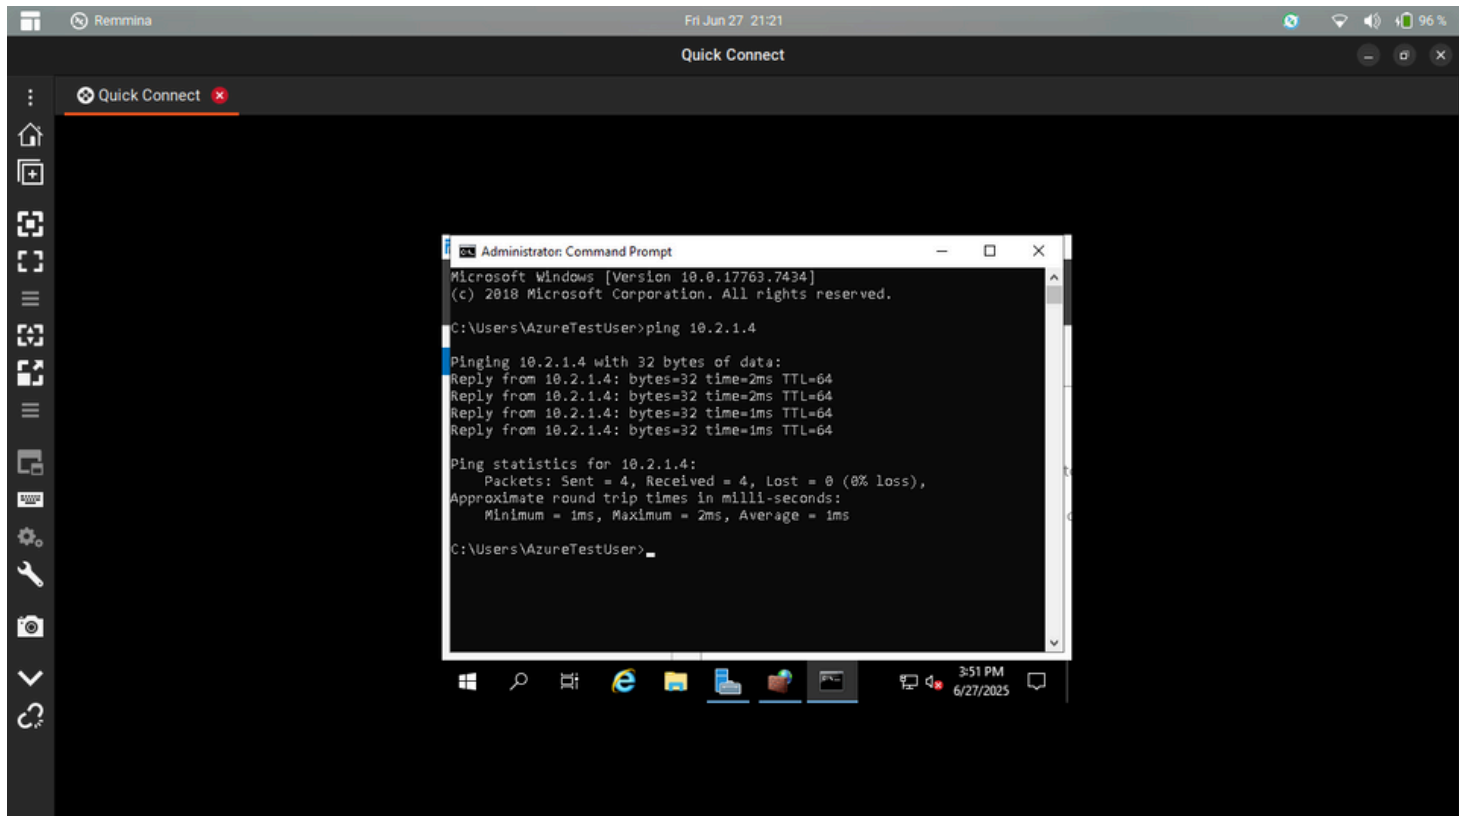 Remmina
Fri Jun 27 21:21
96 %
Quick Connect
Quick Connect
Administrator: Command Prompt
Microsoft Windows [Version 10.0.17763.7434]
(c) 2018 Microsoft Corporation. All rights reserved.
C:\Users\AzureTestUser>ping 10.2.1.4
Pinging 10.2.1.4 with 32 bytes of data:
Reply from 10.2.1.4: bytes=32 time=2ms TTL=64
Reply from 10.2.1.4: bytes=32 time=2ms TTL=64
Reply from 10.2.1.4: bytes=32 time=1ms TTL=64
Reply from 10.2.1.4: bytes=32 time=1ms TTL=64
Ping statistics for 10.2.1.4:
Packets: Sent = 4, Received = 4, Lost = 0 (0% loss),
Approximate round trip times in milli-seconds:
Minimum = 1ms, Maximum = 2ms, Average = 1ms
C:\Users\AzureTestUser>
3:51 PM
6/27/2025